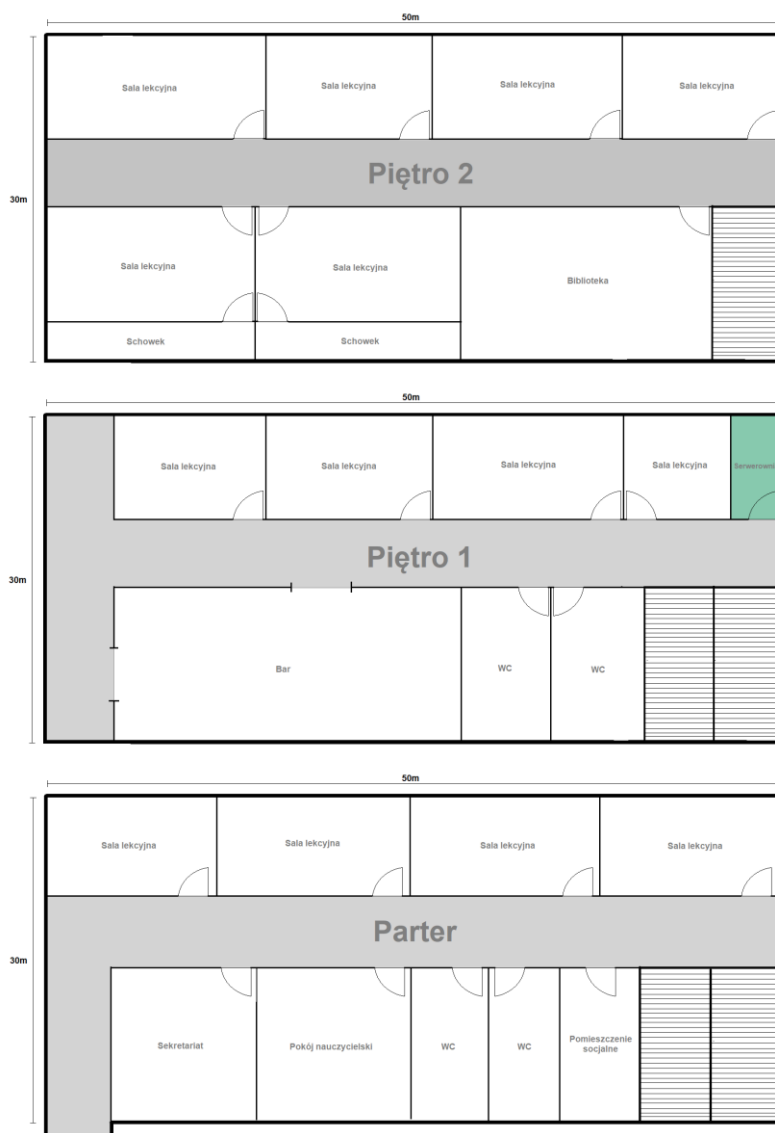 50m
Sala lekcyjna
Sala lekcyjna
Sala lekcyjna
Sala lekcyjna
Piętro 2
30m
Sala lekcyjna
Sala lekcyjna
Biblioteka
Schowek
Schowek
50m
Sala lekcyjna
Sala lekcyjna
Sala lekcyjna
Sala lekcyjna
Piętro 1
30m
Bar
WC
WC
50m
Sala lekcyjna
Sala lekcyjna
Sala lekcyjna
Sala lekcyjna
Parter
30m
Sekretariat
Pokój nauczycielski
WC
WC
Pomieszczenie
socjalne